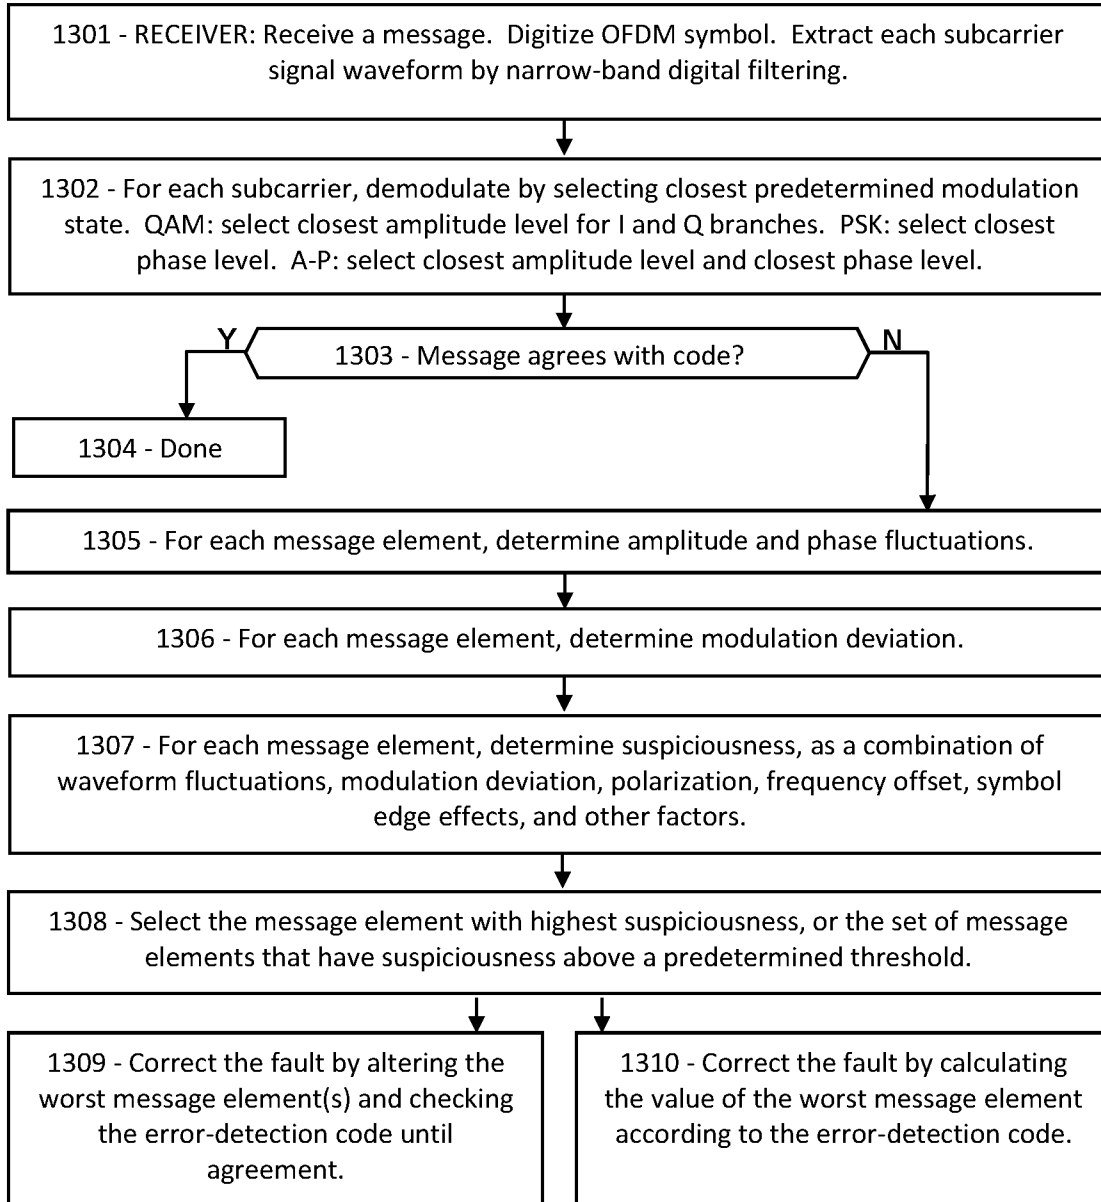 1301 - RECEIVER: Receive a message.  Digitize OFDM symbol.  Extract each subcarrier
signal waveform by narrow-band digital filtering.
1302 - For each subcarrier, demodulate by selecting closest predetermined modulation
state.  QAM: select closest amplitude level for I and Q branches.  PSK: select closest
phase level.  A-P: select closest amplitude level and closest phase level.
Y
N
1303 - Message agrees with code?
1304 - Done
1305 - For each message element, determine amplitude and phase fluctuations.
1306 - For each message element, determine modulation deviation.
1307 - For each message element, determine suspiciousness, as a combination of
waveform fluctuations, modulation deviation, polarization, frequency offset, symbol
edge effects, and other factors.
1308 - Select the message element with highest suspiciousness, or the set of message
elements that have suspiciousness above a predetermined threshold.
1309 - Correct the fault by altering the
worst message element(s) and checking
the error-detection code until
agreement.
1310 - Correct the fault by calculating
the value of the worst message element
according to the error-detection code.